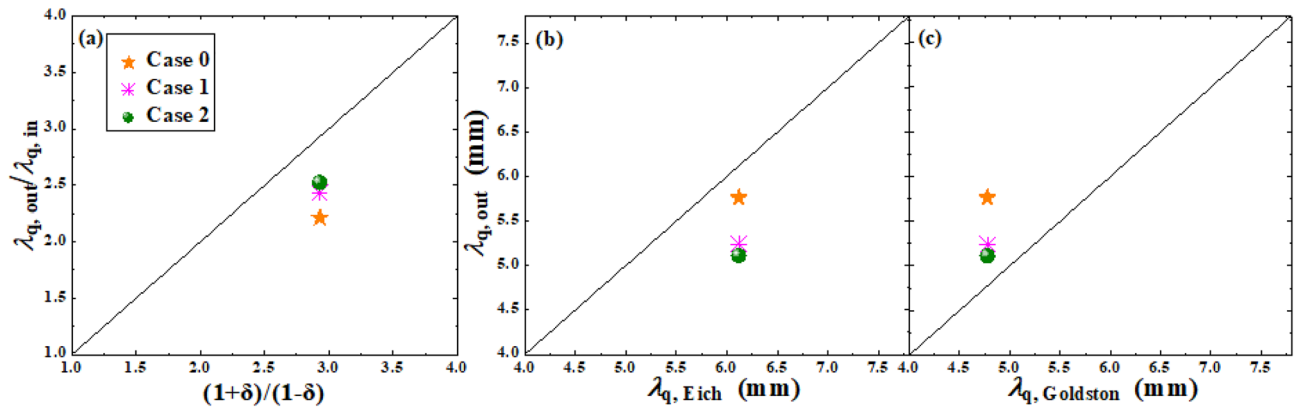 (a)
Case 0
Case 1
Case 2
λq, out/λq, in
4.0
3.5
3.0
2.5
2.0
1.5
1.0
1.0 1.5 2.0 2.5 3.0 3.5 4.0
(1+δ)/(1-δ)
(b)
λq, out (mm)
7.5
7.0
6.5
6.0
5.5
5.0
4.5
4.0
4.0 4.5 5.0 5.5 6.0 6.5 7.0 7.5
λq, Eich (mm)
(c)
4.0 4.5 5.0 5.5 6.0 6.5 7.0 7.5
λq, Goldston (mm)